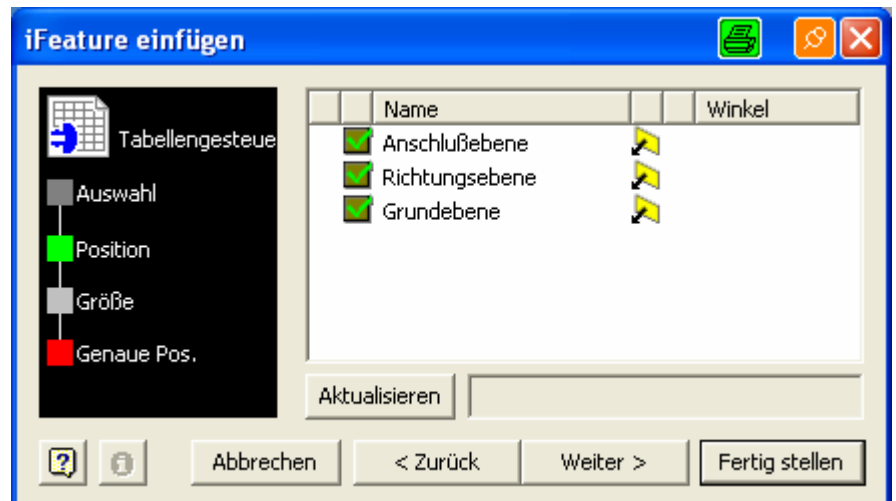 iFeature einfügen
Tabellengesteue
Auswahl
Position
Größe
Genaue Pos.
Name Winkel
Anschlußebene
Richtungsebene
Grundebene
Aktualisieren
Abbrechen < Zurück Weiter > Fertig stellen